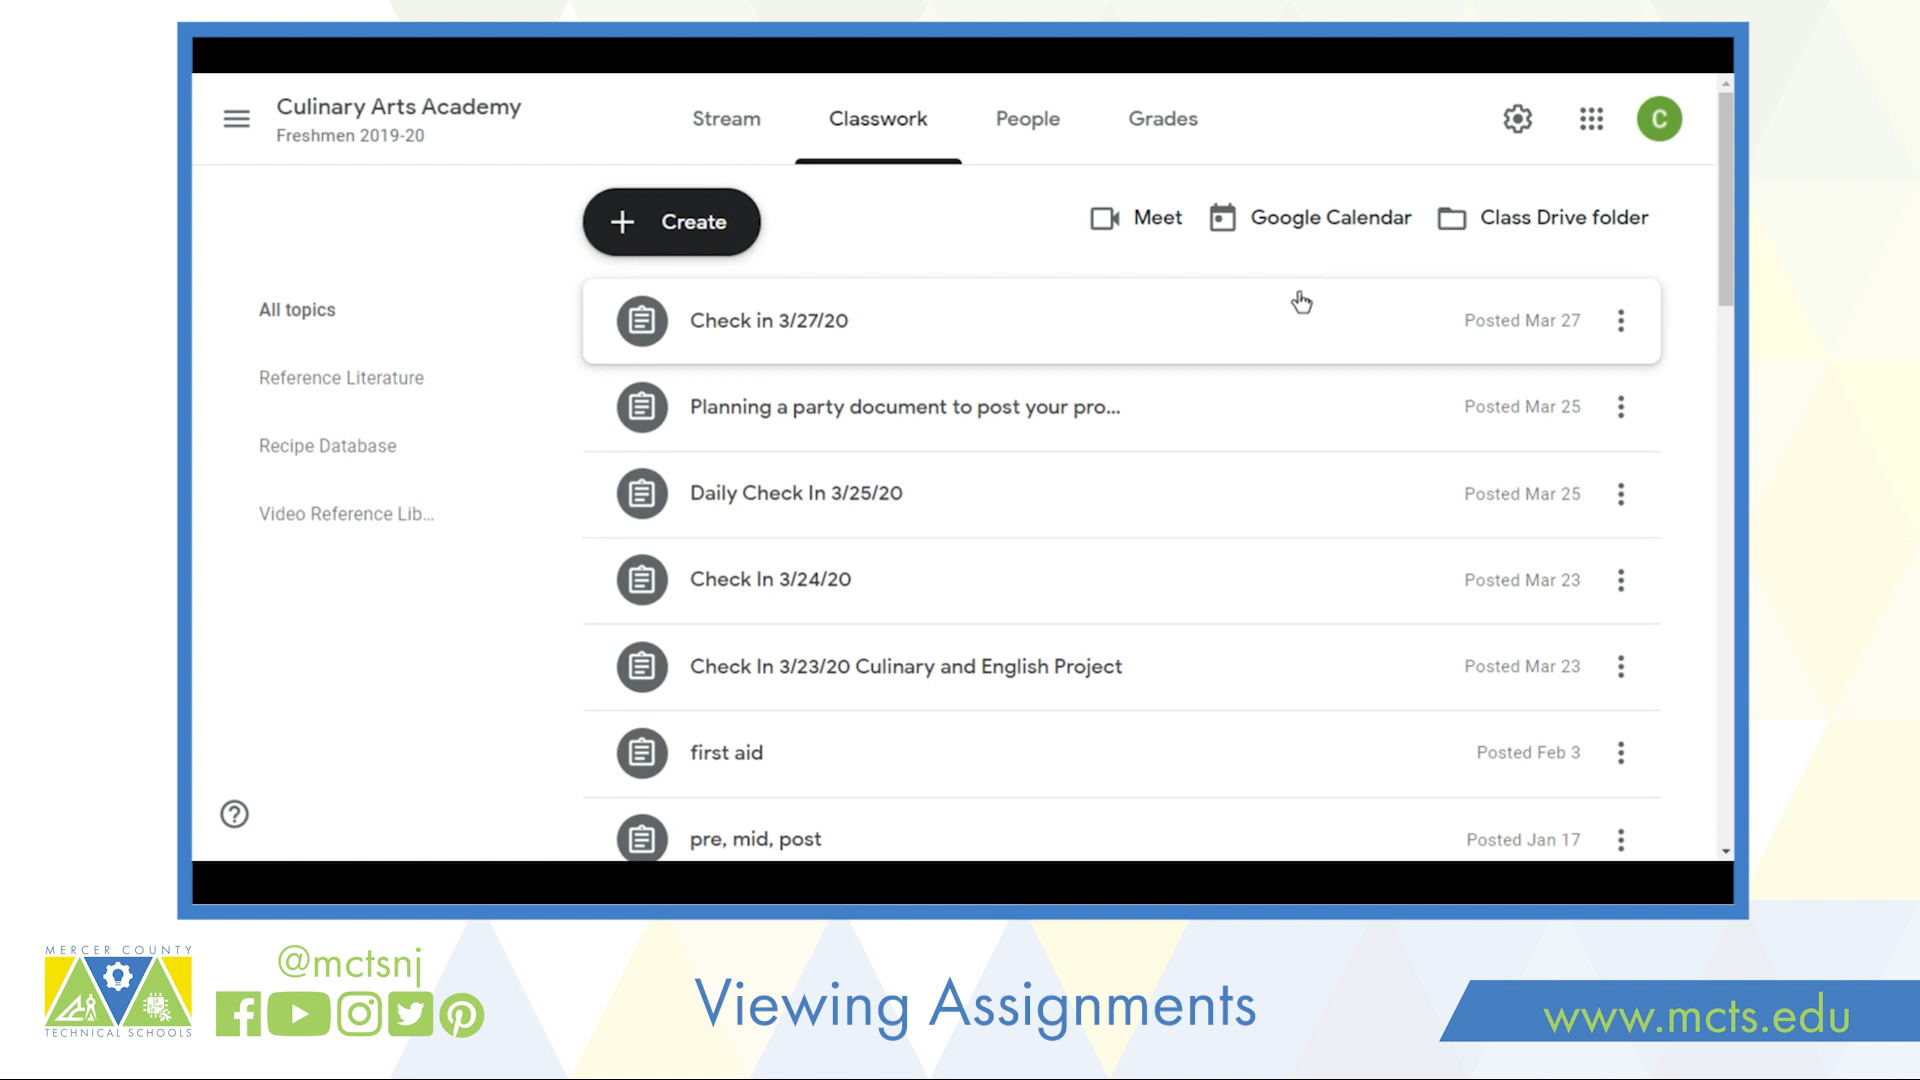 Culinary Arts Academy
Freshmen 2019-20
Stream
Classwork
People
Grades
C
Create
Meet
Google Calendar
Class Drive folder
All topics
Reference Literature
Recipe Database
Video Reference Lib...
Check in 3/27/20
Posted Mar 27
Planning a party document to post your pro...
Posted Mar 25
Daily Check In 3/25/20
Posted Mar 25
Check In 3/24/20
Posted Mar 23
Check In 3/23/20 Culinary and English Project
Posted Mar 23
first aid
Posted Feb 3
pre, mid, post
Posted Jan 17
MERCER COUNTY
TECHNICAL SCHOOLS
@mctsnj
Viewing Assignments
www.mcts.edu